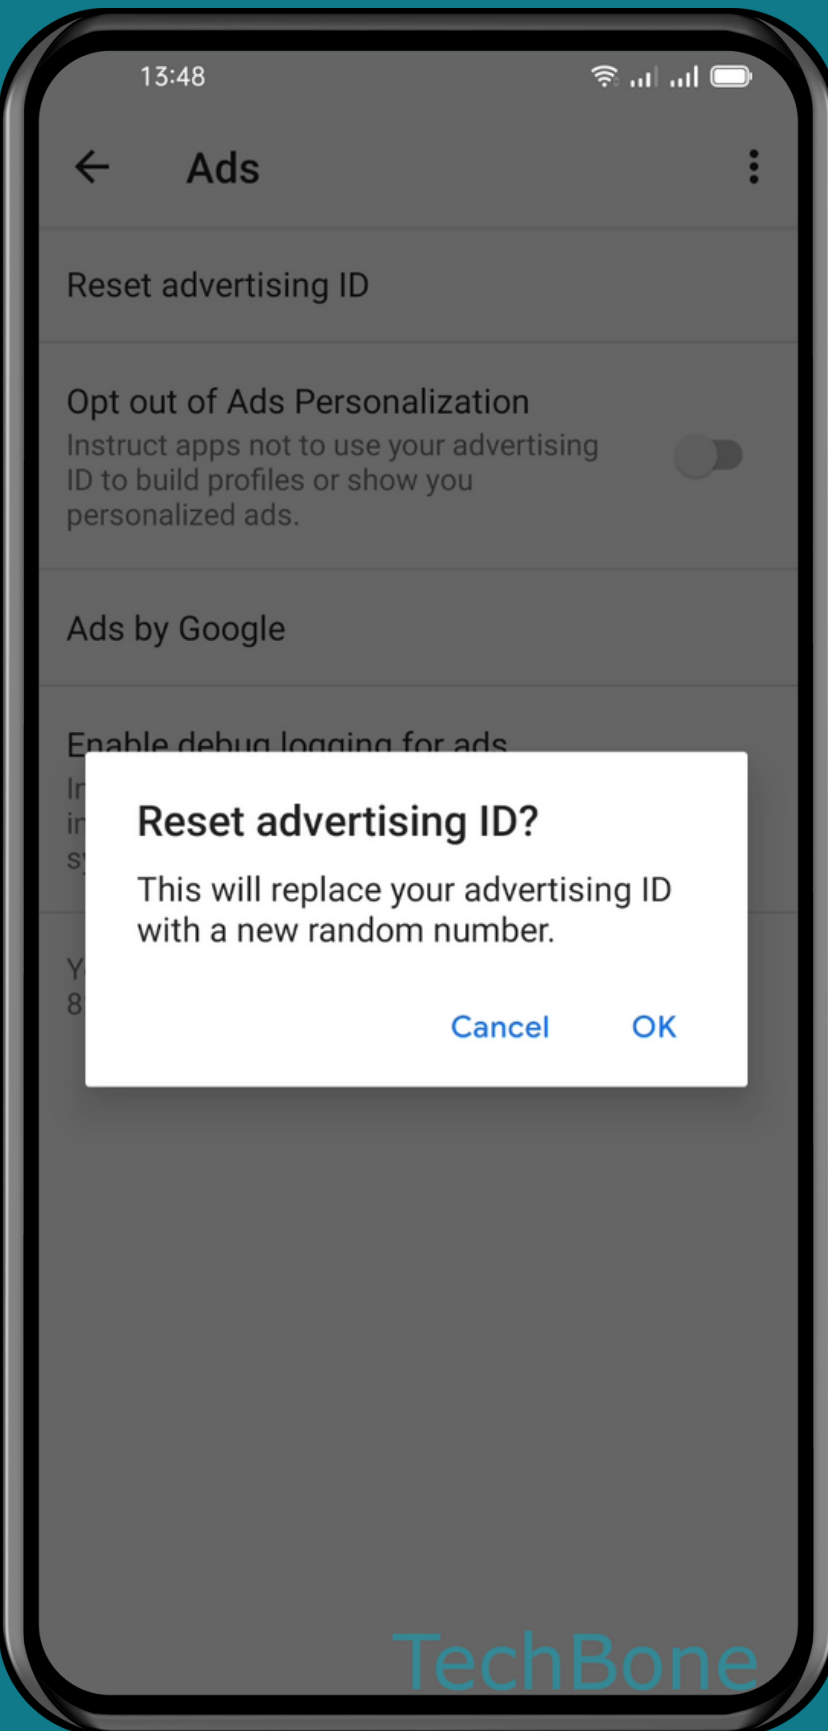 13:48
Ads
Reset advertising ID
Opt out of Ads Personalization
Instruct apps not to use your advertising
ID to build profiles or show you
personalized ads.
Ads by Google
Enable debug logging for ads
Reset advertising ID?
This will replace your advertising ID
with a new random number.
Cancel OK
TechBone